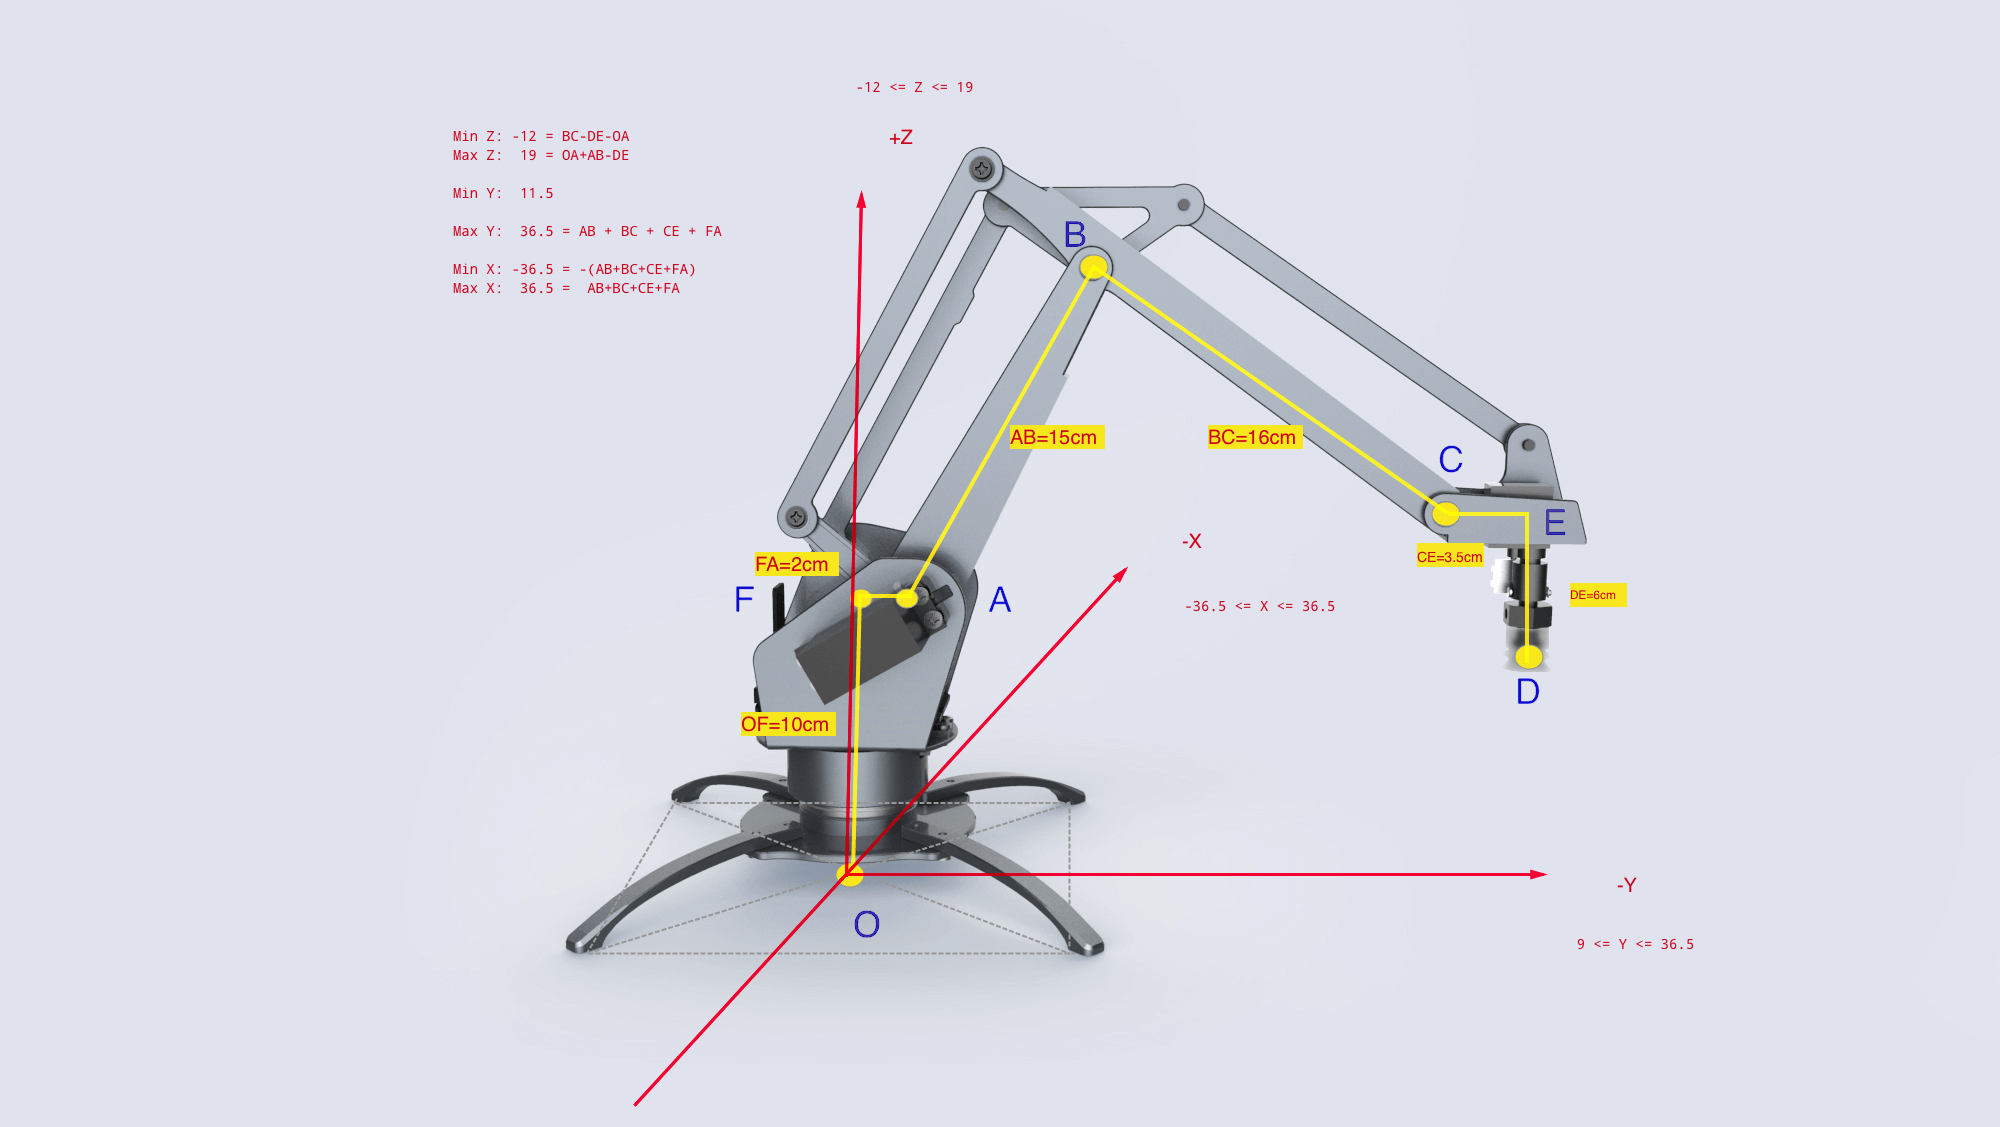 -12 <= Z <= 19
+Z
Min Z: -12 = BC-DE-OA
Max Z:  19 = OA+AB-DE
Min Y:  11.5
Max Y:  36.5 = AB + BC + CE + FA
Min X: -36.5 = -(AB+BC+CE+FA)
Max X:  36.5 =  AB+BC+CE+FA
B
AB=15cm
BC=16cm
C
E
-X
CE=3.5cm
FA=2cm
F
A
DE=6cm
-36.5 <= X <= 36.5
D
OF=10cm
-Y
O
9 <= Y <= 36.5